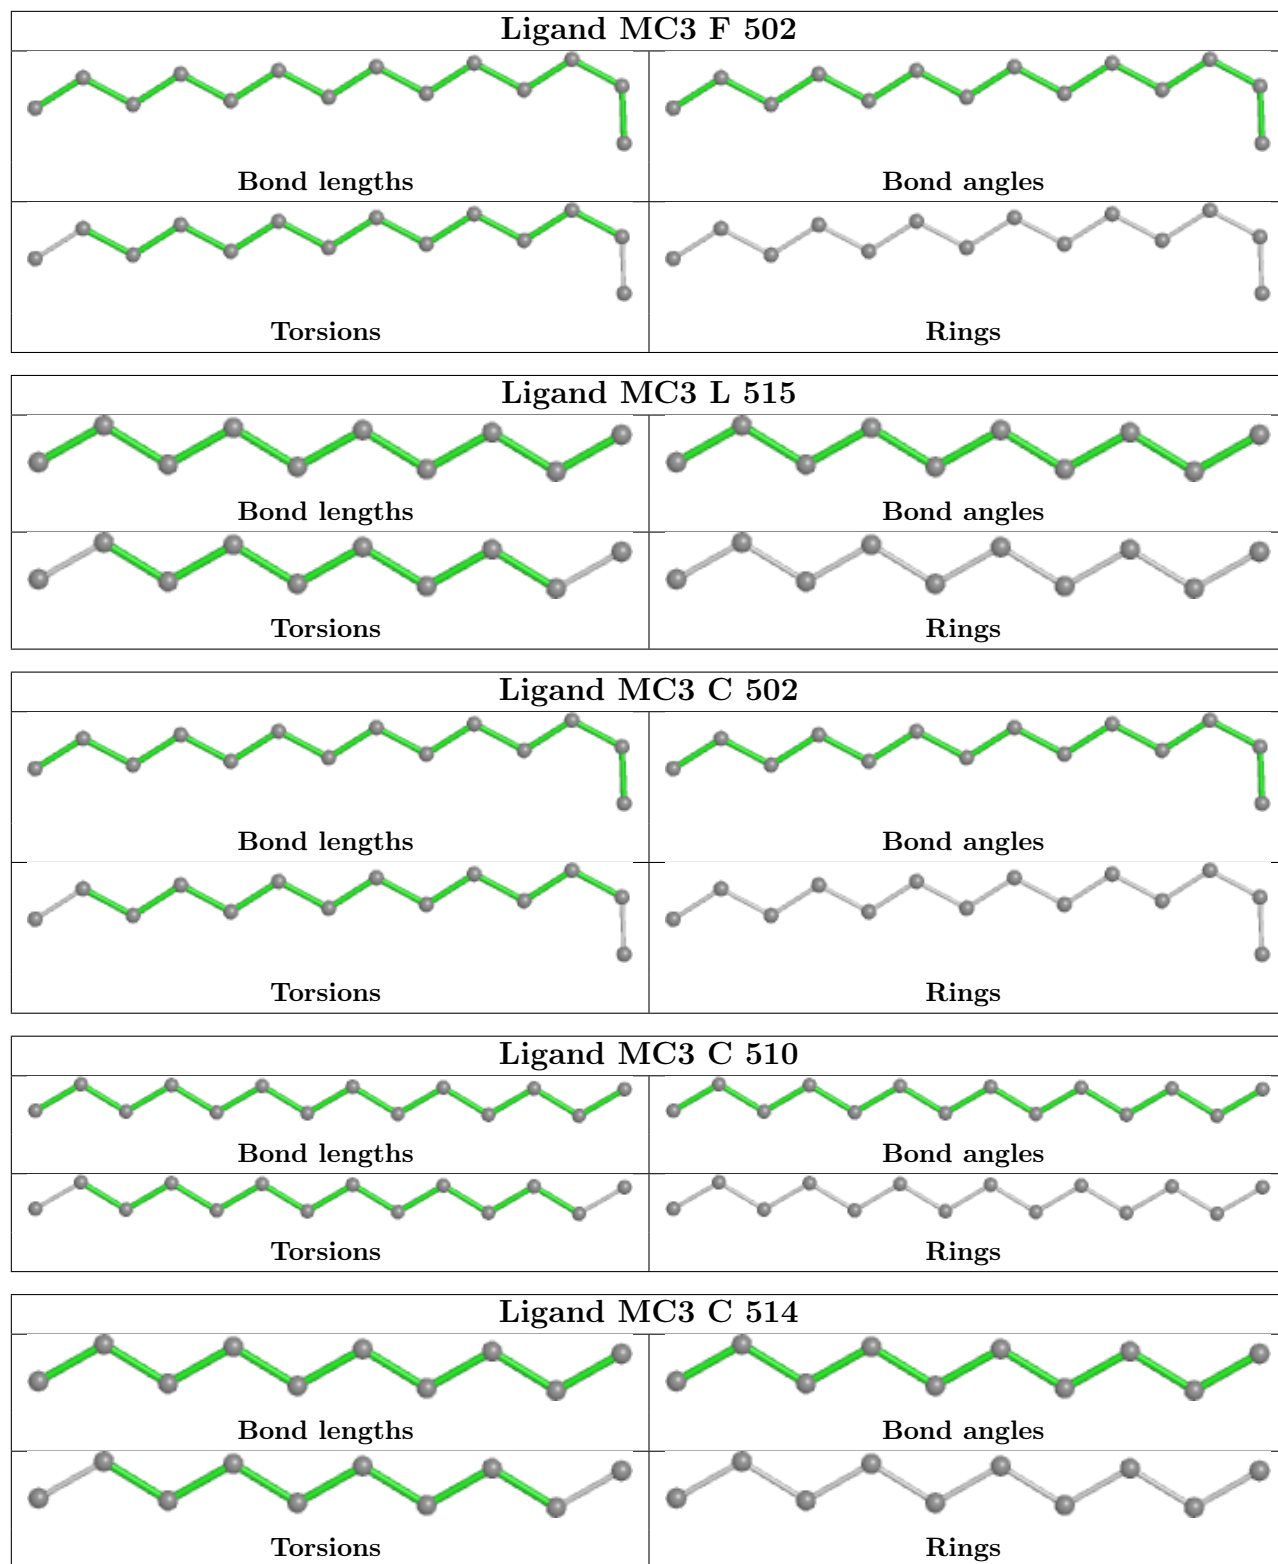 Ligand MC3 F 502
Bond lengths
Bond angles
Torsions
Rings
Ligand MC3 L 515
Bond lengths
Bond angles
Torsions
Rings
Ligand MC3 C 502
Bond lengths
Bond angles
Torsions
Rings
Ligand MC3 C 510
Bond lengths
Bond angles
Torsions
Rings
Ligand MC3 C 514
Bond lengths
Bond angles
Torsions
Rings